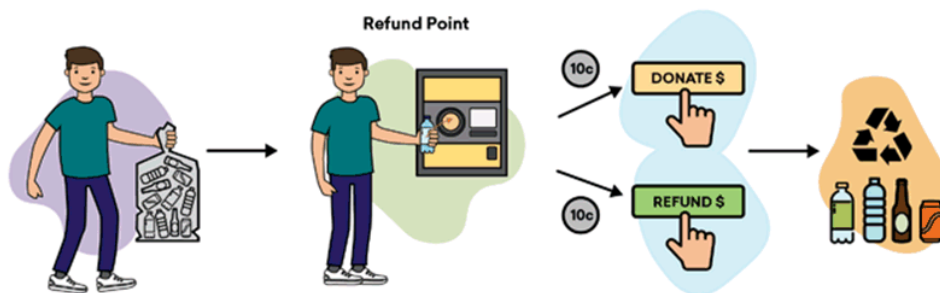 Refund Point
10c
DONATE $
10c
REFUND $